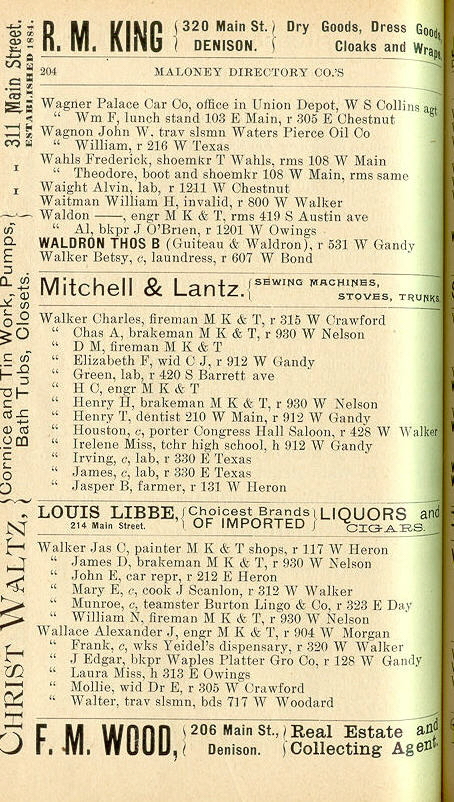 R. M. KING { 320 Main St. DENISON. } Dry Goods, Dress Goods, Cloaks and Wraps.
204 MALONEY DIRECTORY CO.'S
Wagner Palace Car Co, office in Union Depot, W S Collins agt
“ Wm F, lunch stand 103 E Main, r 305 E Chestnut
Wagnon John W. trav slsmn Waters Pierce Oil Co
“ William, r 216 W Texas
Wahls Frederick, shoemkr T Wahls, rms 108 W Main
“ Theodore, boot and shoemkr 108 W Main, rms same
Waight Alvin, lab, r 1211 W Chestnut
Waitman William H, invalid, r 800 W Walker
Waldon ——, engr M K & T, rms 419 S Austin ave
“ Al, bkpr J O'Brien, r 1201 W Owings
WALDRON THOS B (Guiteau & Waldron), r 531 W Gandy
Walker Betsy, c, laundress, r 607 W Bond
Mitchell & Lantz. { SEWING MACHINES, STOVES, TRUNKS.
Walker Charles, fireman M K & T, r 315 W Crawford
“ Chas A, brakeman M K & T, r 930 W Nelson
“ D M, fireman M K & T
“ Elizabeth F, wid C J, r 912 W Gandy
“ Green, lab, r 420 S Barrett ave
“ H C, engr M K & T
“ Henry H, brakeman M K & T, r 930 W Nelson
“ Henry T, dentist 210 W Main, r 912 W Gandy
“ Houston, c, porter Congress Hall Saloon, r 428 W Walker
“ Irelene Miss, tchr high school, h 912 W Gandy
“ Irving, c, lab, r 330 E Texas
“ James, c, lab, r 330 E Texas
“ Jasper B, farmer, r 131 W Heron
LOUIS LIBBE, 214 Main Street. { Choicest Brands OF IMPORTED } LIQUORS and CIGARS.
Walker Jas C, painter M K & T shops, r 117 W Heron
“ James D, brakeman M K & T, r 930 W Nelson
“ John E, car repr, r 212 E Heron
“ Mary E, c, cook J Scanlon, r 312 W Walker
“ Munroe, c, teamster Burton Lingo & Co, r 323 E Day
“ William N, fireman M K & T, r 930 W Nelson
Wallace Alexander J, engr M K & T, r 904 W Morgan
“ Frank, c, wks Yeidel's dispensary, r 320 W Walker
“ J Edgar, bkpr Waples Platter Gro Co, r 128 W Gandy
“ Laura Miss, h 313 E Owings
“ Mollie, wid Dr E, r 305 W Crawford
“ Walter, trav slsmn, bds 717 W Woodard
F. M. WOOD, { 206 Main St., Denison. } Real Estate and Collecting Agent.
CHRIST WALTZ, { Cornice and Tin Work, Pumps, Bath Tubs, Closets. } 311 Main Street. ESTABLISHED 1884.